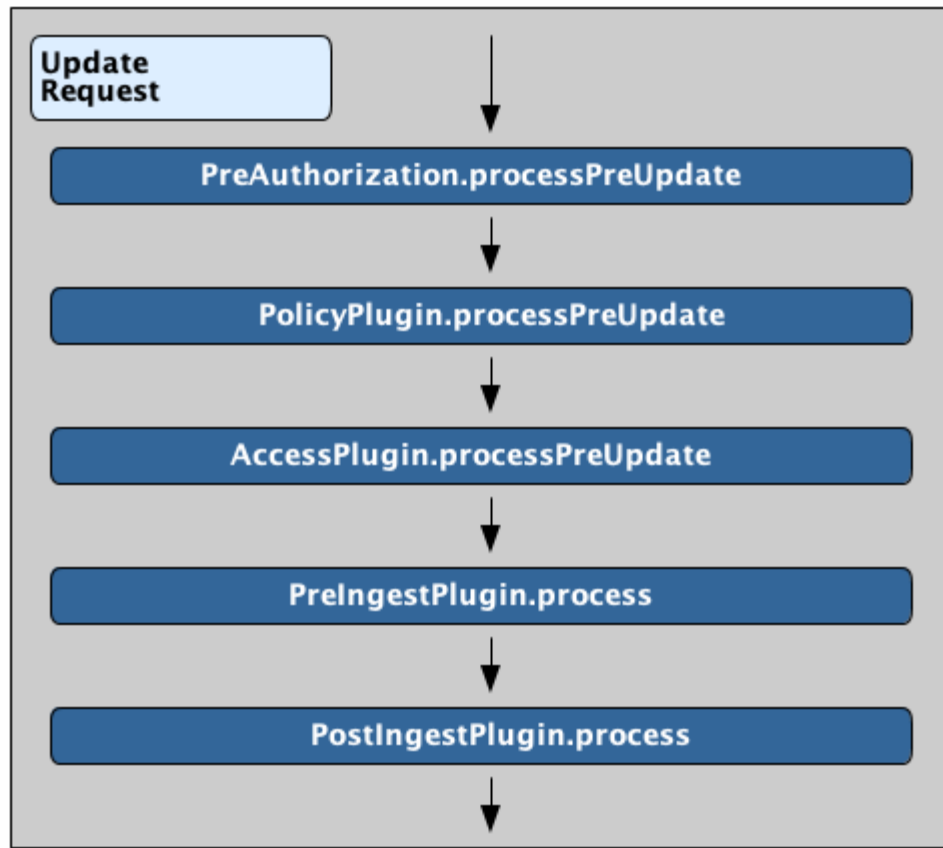 Update
Request
PreAuthorization.processPreUpdate
PolicyPlugin.processPreUpdate
AccessPlugin.processPreUpdate
PreIngestPlugin.process
PostIngestPlugin.process